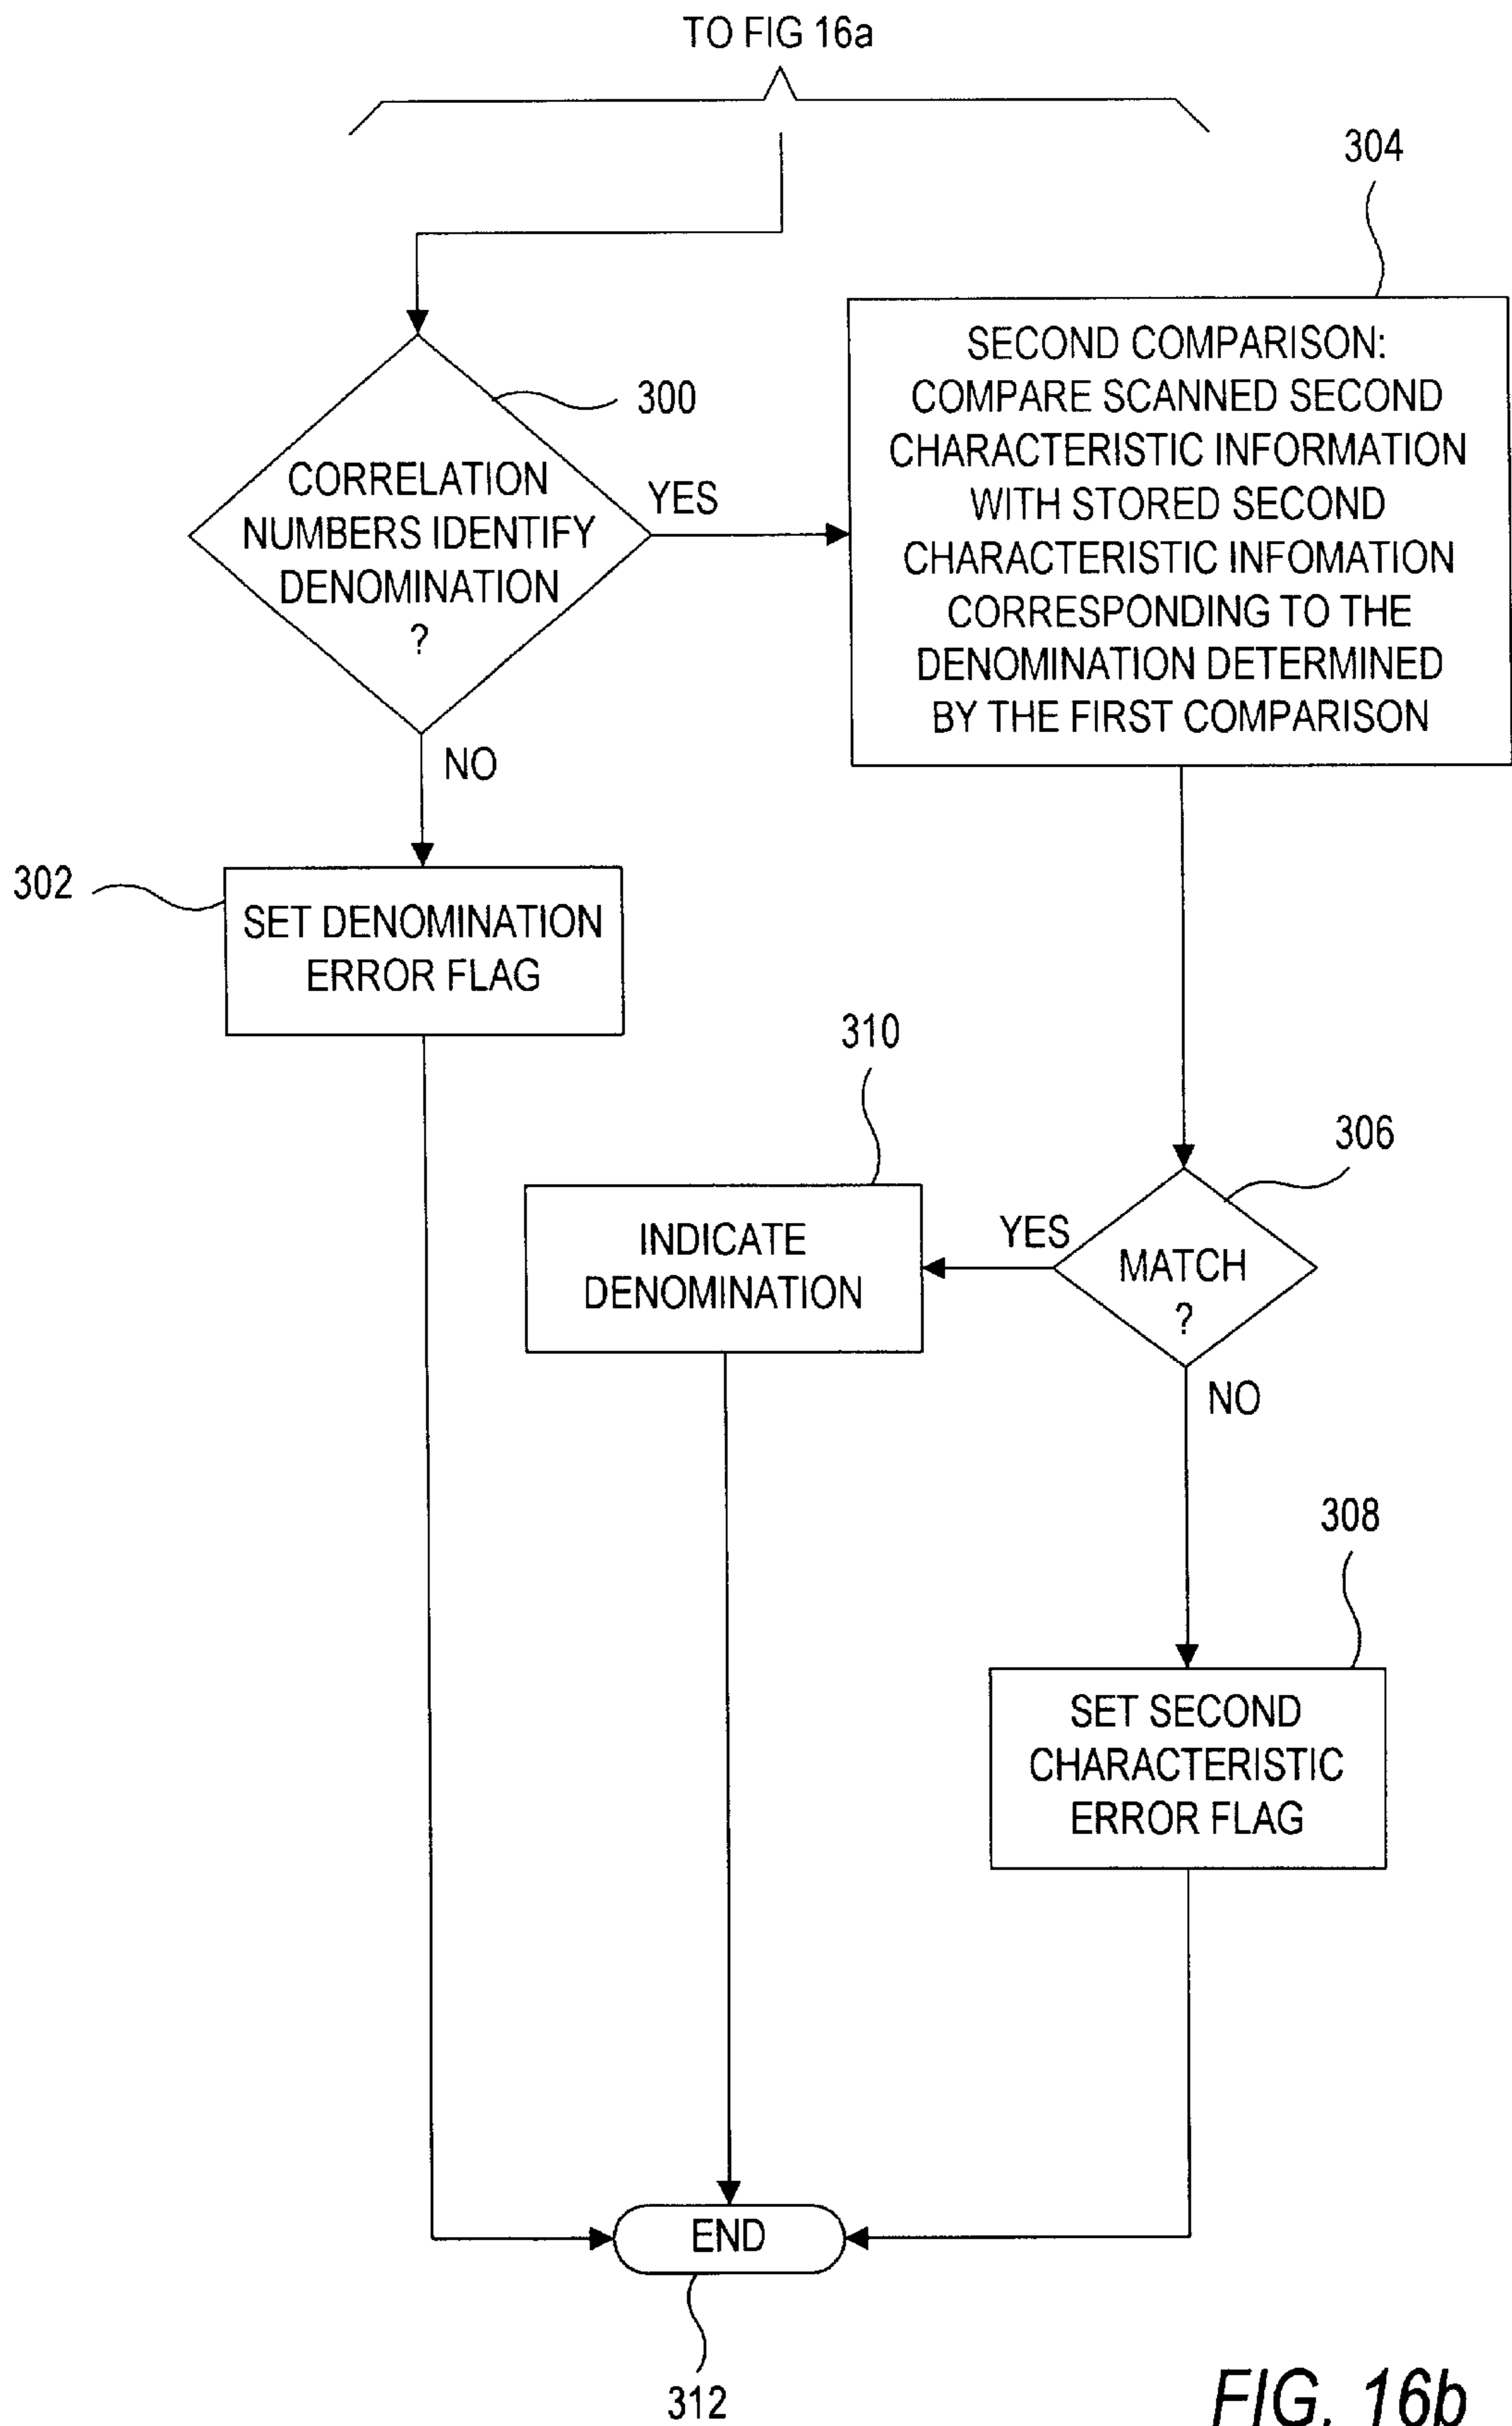 TO FIG 16a
304
300
CORRELATION
NUMBERS IDENTIFY
DENOMINATION
?
YES
NO
SECOND COMPARISON:
COMPARE SCANNED SECOND
CHARACTERISTIC INFORMATION
WITH STORED SECOND
CHARACTERISTIC INFOMATION
CORRESPONDING TO THE
DENOMINATION DETERMINED
BY THE FIRST COMPARISON
302
SET DENOMINATION
ERROR FLAG
310
306
INDICATE
DENOMINATION
YES
MATCH
?
NO
308
SET SECOND
CHARACTERISTIC
ERROR FLAG
END
312
FIG. 16b